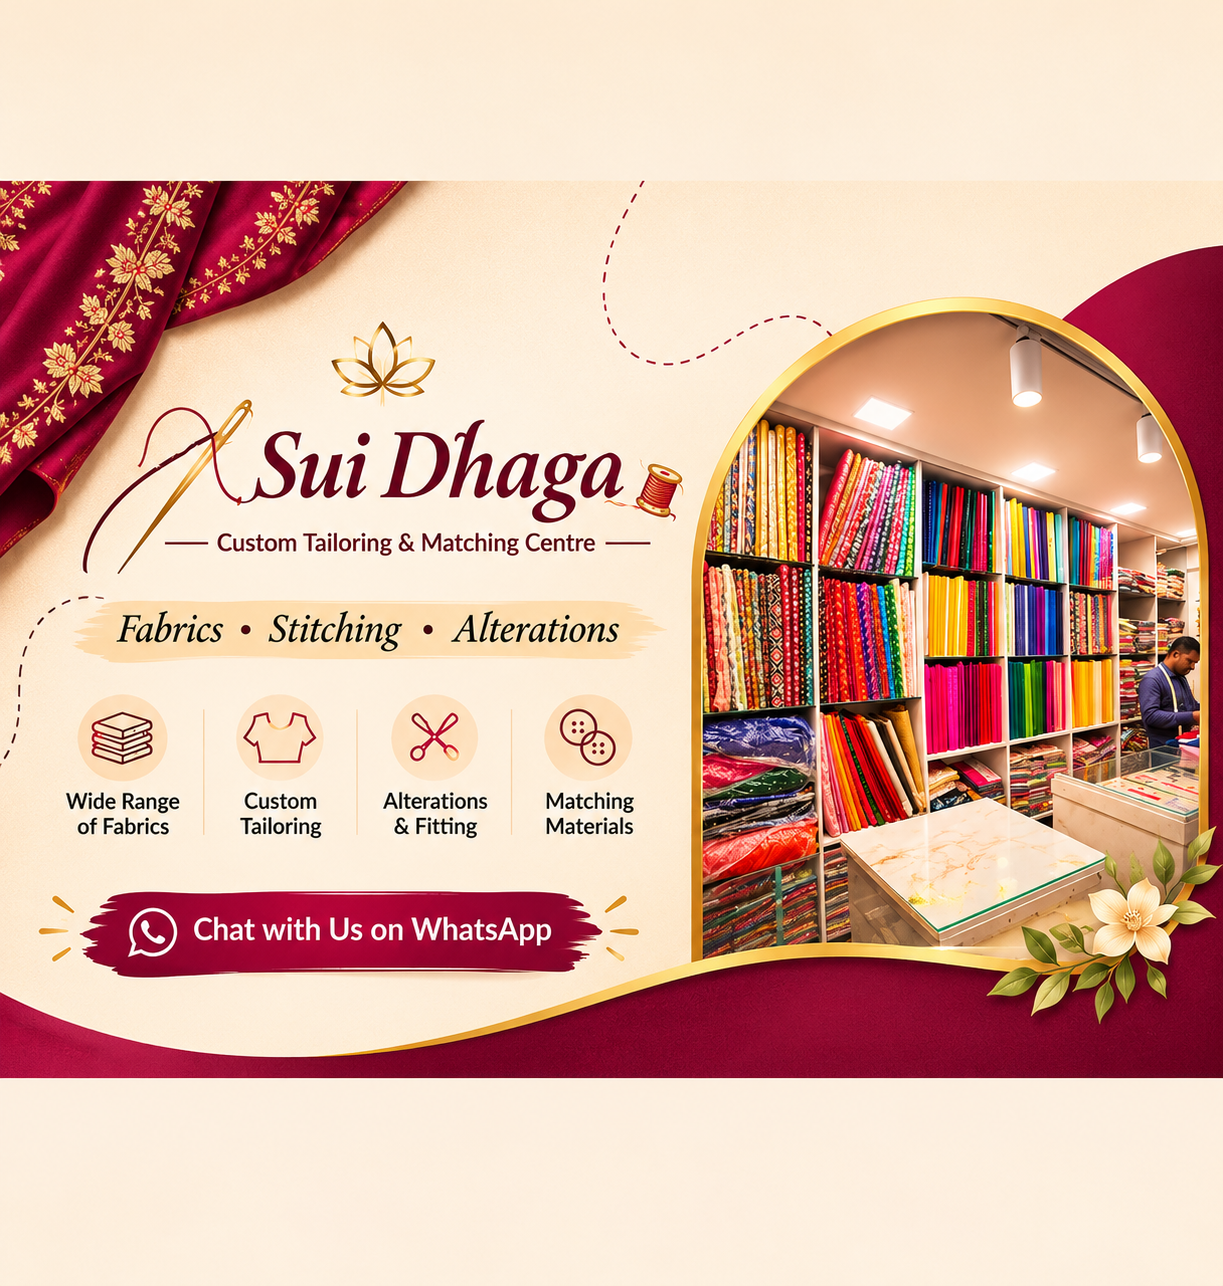 Sui Dhaga
Custom Tailoring & Matching Centre
Fabrics • Stitching • Alterations
Wide Range
of Fabrics
Custom
Tailoring
Alterations
& Fitting
Matching
Materials
Chat with Us on WhatsApp